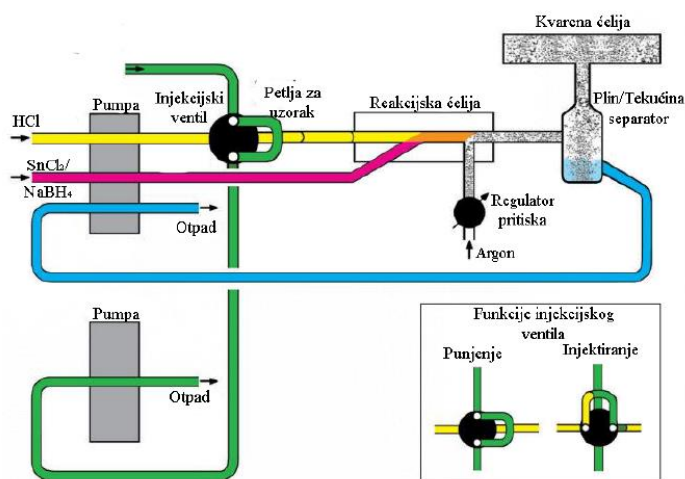 Kvarena ćelija
Pumpa
Injekcijski
ventil
Petlja za
uzorak
Reakcijska ćelija
Plin/Tekućina
separator
HCl
SnCl₂/
NaBH₄
Otpad
Regulator
pritiska
Argon
Pumpa
Otpad
Funkcije injekcijskog
ventila
Punjenje
Injektiranje